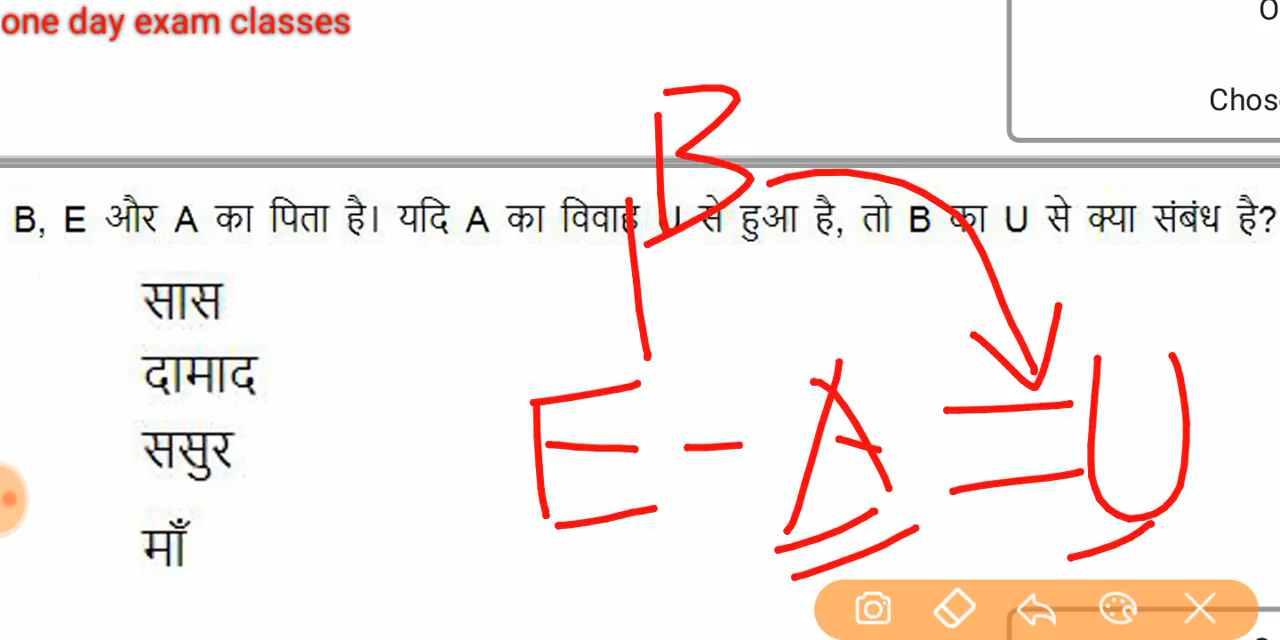 one day exam classes
O
Chos
B, E और A का पिता है। यदि A का विवाह U से हुआ है, तो B का U से क्या संबंध है?
सास
दामाद
ससुर
माँ
B
E - A = U